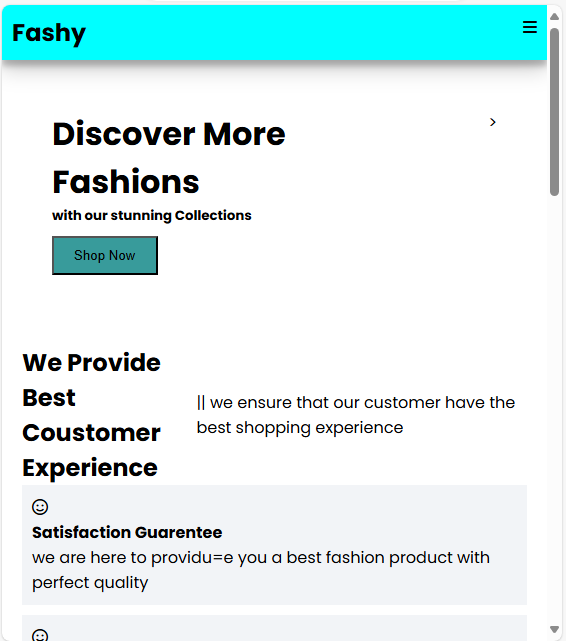 Fashy
Discover More
Fashions
with our stunning Collections
Shop Now
>
We Provide
Best
Coustomer
Experience
|| we ensure that our customer have the
best shopping experience
Satisfaction Guarentee
we are here to providu=e you a best fashion product with
perfect quality